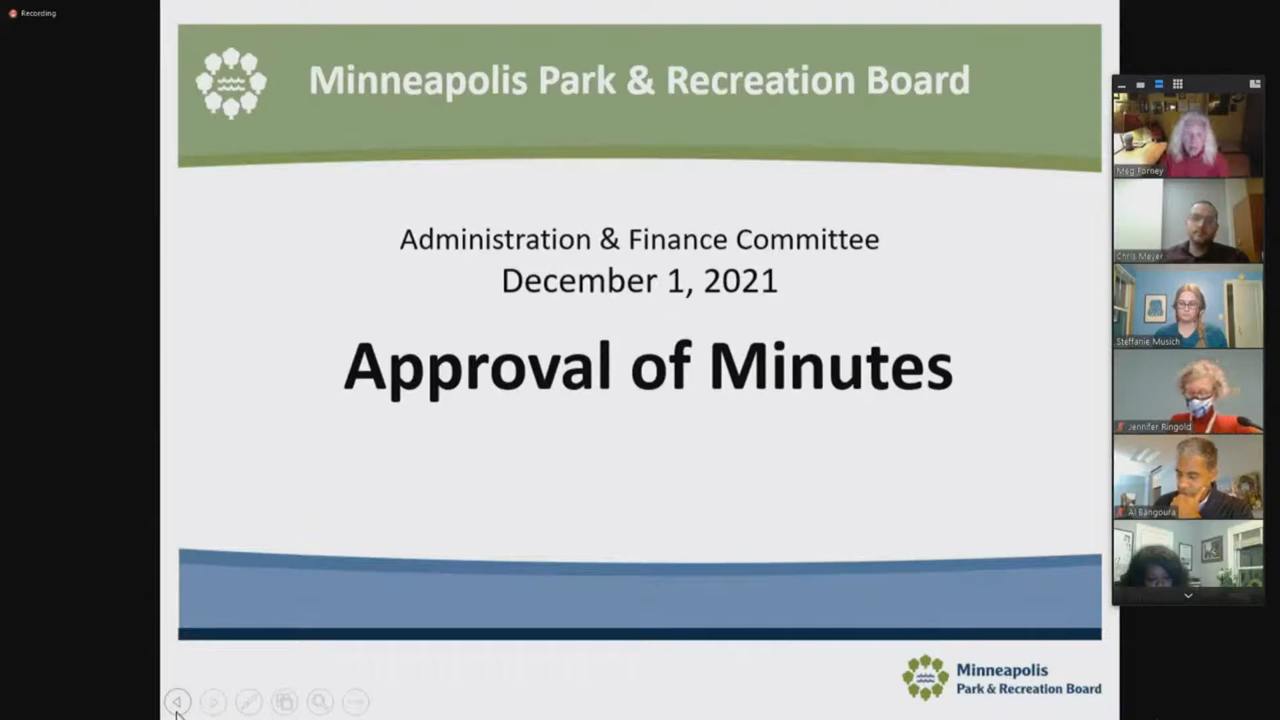 Recording
Minneapolis Park & Recreation Board
Administration & Finance Committee
December 1, 2021
Approval of Minutes
Minneapolis
Park & Recreation Board
Meg Forney
Chris Meyer
Steffanie Musich
Jennifer Ringold
Al Bangoura